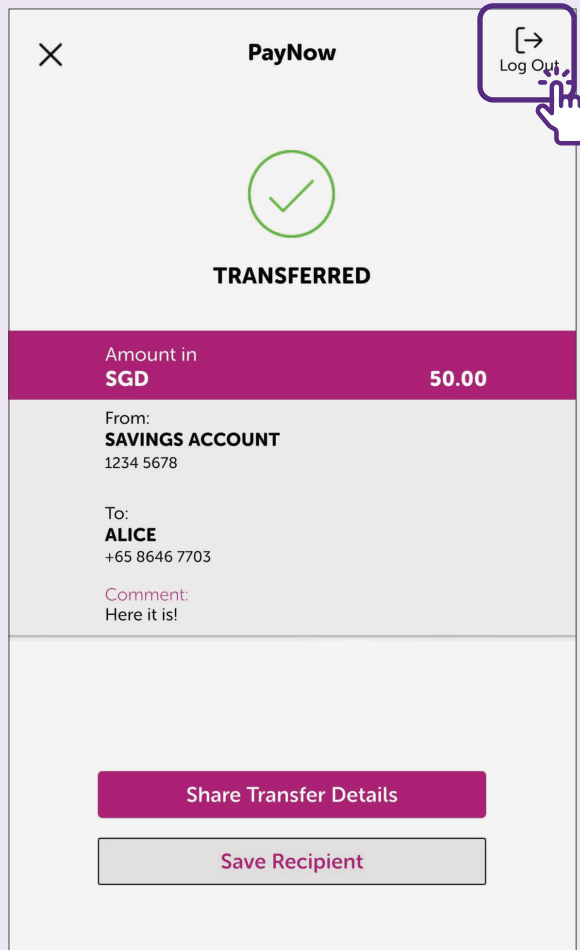 PayNow
Log Out
TRANSFERRED
Amount in
SGD 50.00
From:
SAVINGS ACCOUNT
1234 5678
To:
ALICE
+65 8646 7703
Comment:
Here it is!
Share Transfer Details
Save Recipient